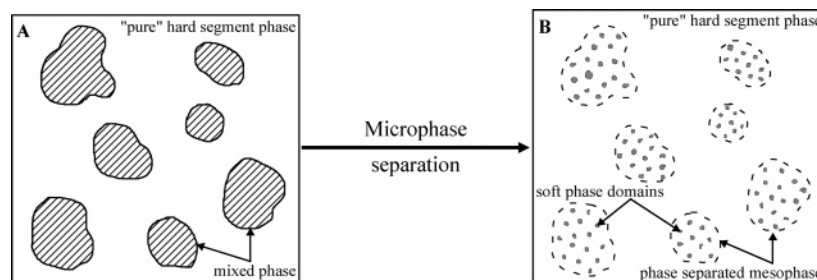 A
"pure" hard segment phase
mixed phase
Microphase
separation
B
"pure" hard segment phase
soft phase domains
phase separated mesophase